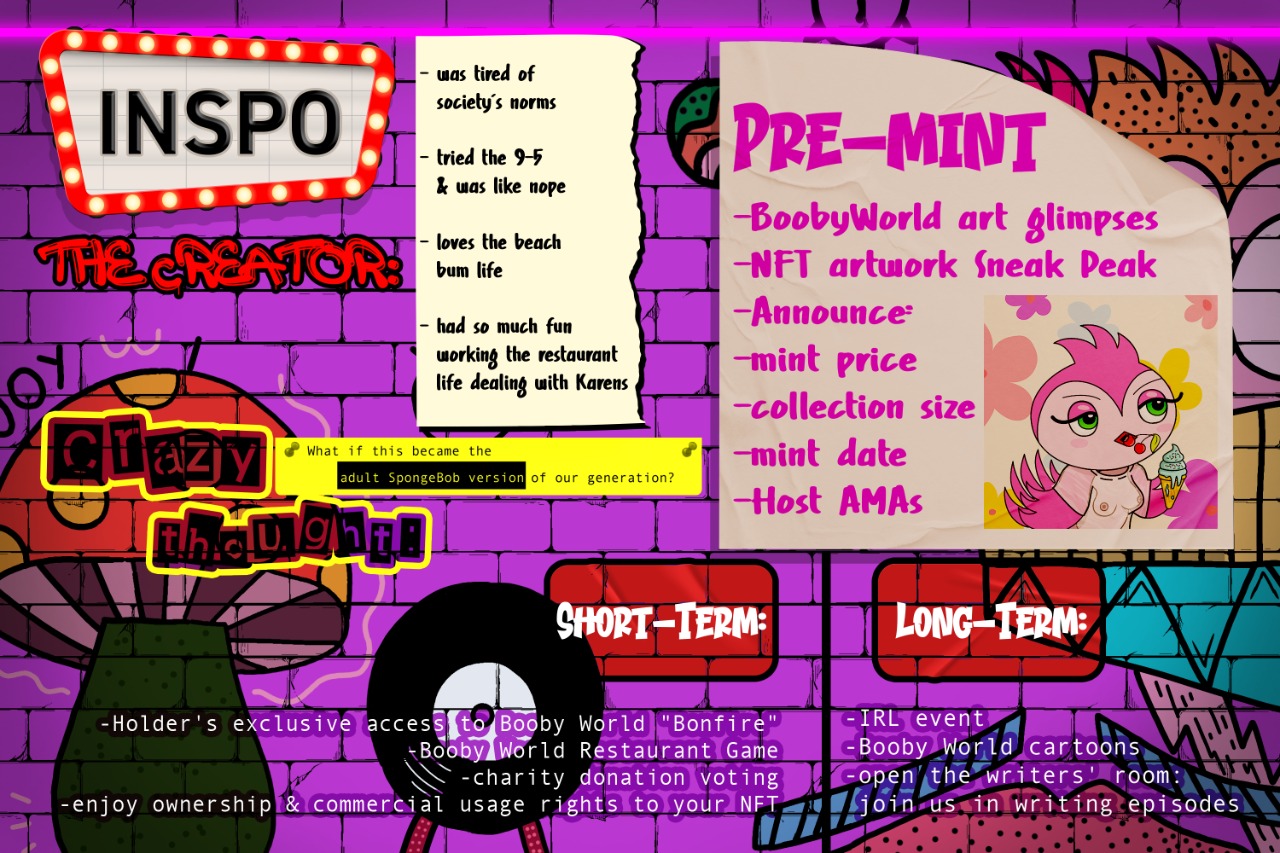 INSPO
THE CREATOR:
- was tired of
society's norms
- tried the 9-5
& was like nope
- loves the beach
bum life
- had so much fun
working the restaurant
life dealing with Karens
crazy
thought!
What if this became the
adult SpongeBob version of our generation?
PRE-MINT
-BoobyWorld art glimpses
-NFT artwork Sneak Peak
-Announce:
-mint price
-collection size
-mint date
-Host AMAs
SHORT-TERM:
-Holder's exclusive access to Booby World "Bonfire"
-Booby World Restaurant Game
-charity donation voting
-enjoy ownership & commercial usage rights to your NFT
LONG-TERM:
-IRL event
-Booby World cartoons
-open the writers' room:
join us in writing episodes